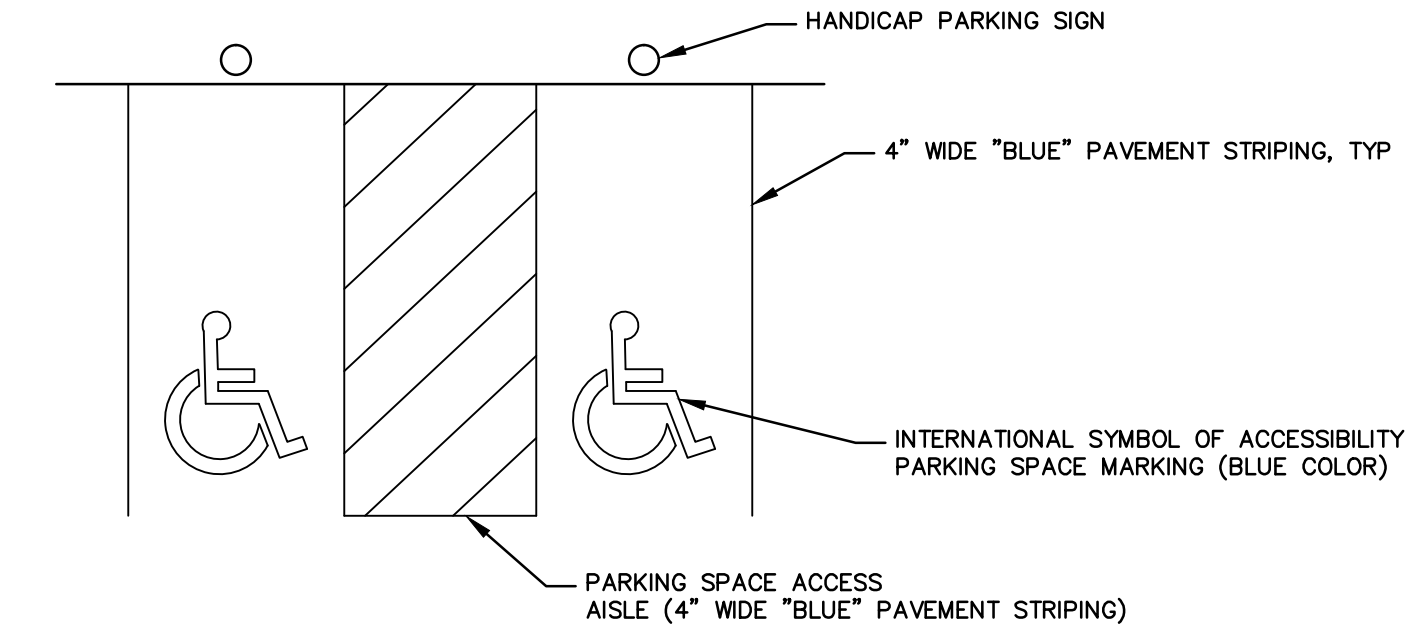 HANDICAP PARKING SIGN
4" WIDE "BLUE" PAVEMENT STRIPING, TYP
INTERNATIONAL SYMBOL OF ACCESSIBILITY
PARKING SPACE MARKING (BLUE COLOR)
PARKING SPACE ACCESS
AISLE (4" WIDE "BLUE" PAVEMENT STRIPING)